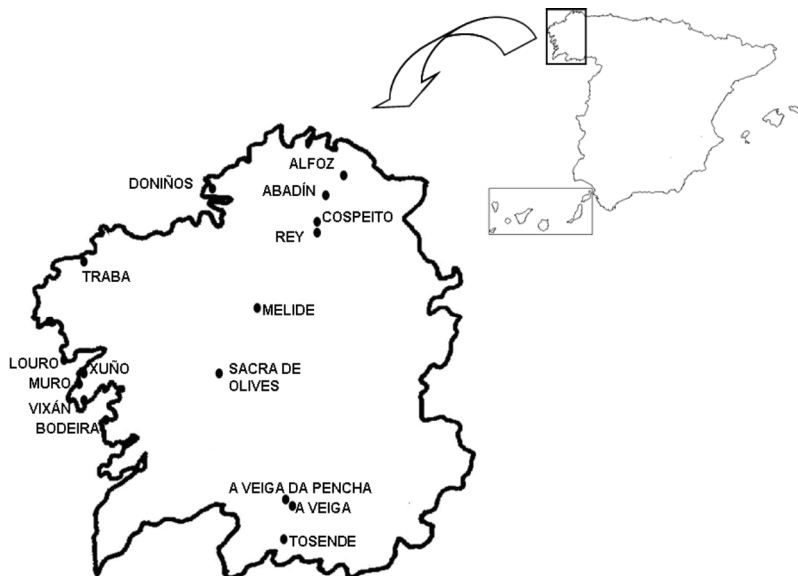 ALFOZ
DONIÑOS
ABADÍN
COSPEITO
REY
TRABA
MELIDE
LOURO
XUÑO
SACRA DE
OLIVES
MURO
VIXÁN
BODEIRA
A VEIGA DA PENCHA
A VEIGA
TOSENDE